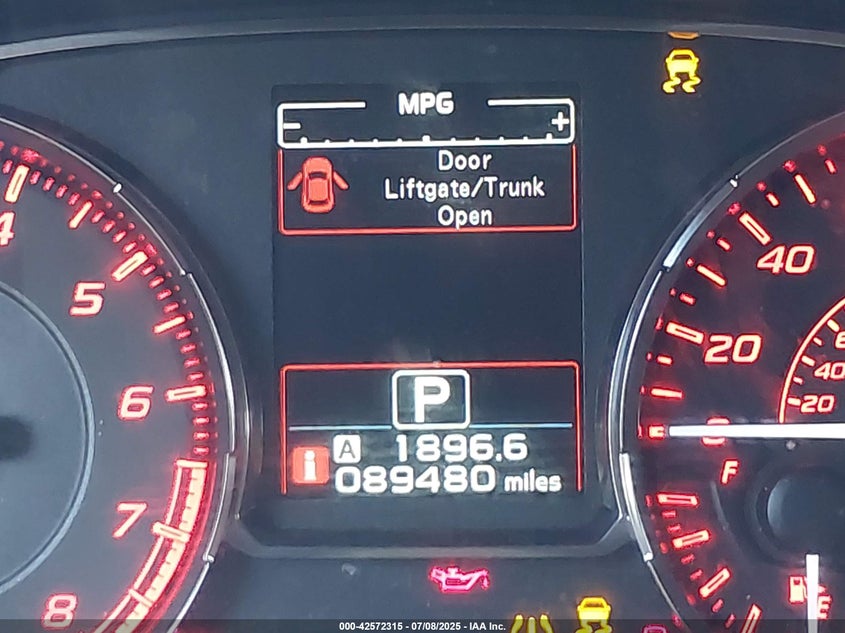 MPG
- +
Door
Liftgate/Trunk
Open
P
A 1896.6
i 089480 miles
4
5
6
7
8
40
20
0
40
20
F
E
000-42572315 - 07/08/2025 - IAA Inc.